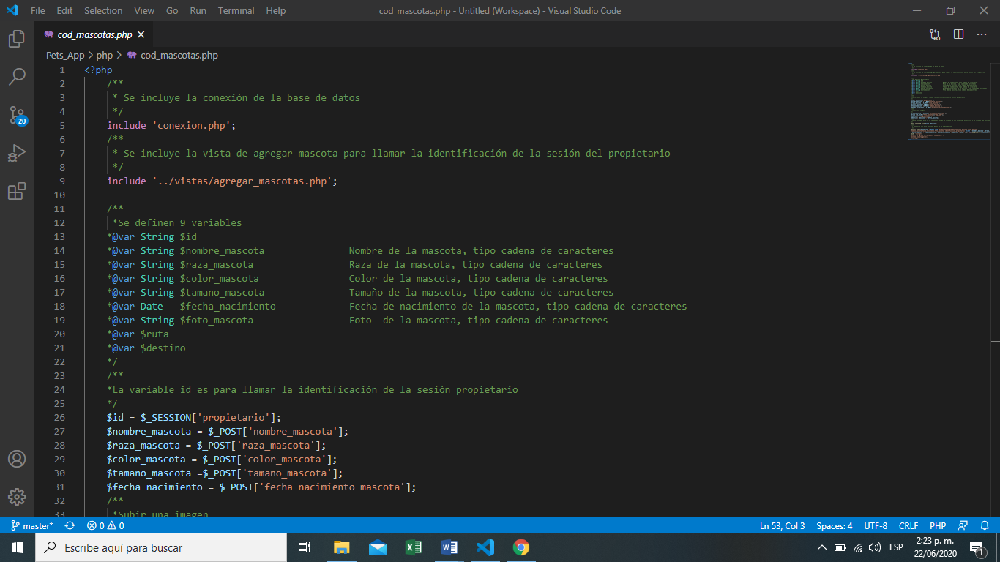 File Edit Selection View Go Run Terminal Help cod_mascotas.php - Untitled (Workspace) - Visual Studio Code
cod_mascotas.php
Pets_App > php > cod_mascotas.php
1 <?php
2 /**
3 * Se incluye la conexión de la base de datos
4 */
5 include 'conexion.php';
6 /**
7 * Se incluye la vista de agregar mascota para llamar la identificación de la sesión del propietario
8 */
9 include '../vistas/agregar_mascotas.php';
10
11 /**
12 *Se definen 9 variables
13 *@var String $id
14 *@var String $nombre_mascota Nombre de la mascota, tipo cadena de caracteres
15 *@var String $raza_mascota Raza de la mascota, tipo cadena de caracteres
16 *@var String $color_mascota Color de la mascota, tipo cadena de caracteres
17 *@var String $tamano_mascota Tamaño de la mascota, tipo cadena de caracteres
18 *@var Date $fecha_nacimiento Fecha de nacimiento de la mascota, tipo cadena de caracteres
19 *@var String $foto_mascota Foto de la mascota, tipo cadena de caracteres
20 *@var $ruta
21 *@var $destino
22 */
23 /**
24 *La variable id es para llamar la identificación de la sesión propietario
25 */
26 $id = $_SESSION['propietario'];
27 $nombre_mascota = $_POST['nombre_mascota'];
28 $raza_mascota = $_POST['raza_mascota'];
29 $color_mascota = $_POST['color_mascota'];
30 $tamano_mascota =$_POST['tamano_mascota'];
31 $fecha_nacimiento = $_POST['fecha_nacimiento_mascota'];
32 /**
33 *Subir una imagen
20
master* 0 0 Ln 53, Col 3 Spaces: 4 UTF-8 CRLF PHP
Escribe aquí para buscar
ESP
2:23 p. m.
22/06/2020
1